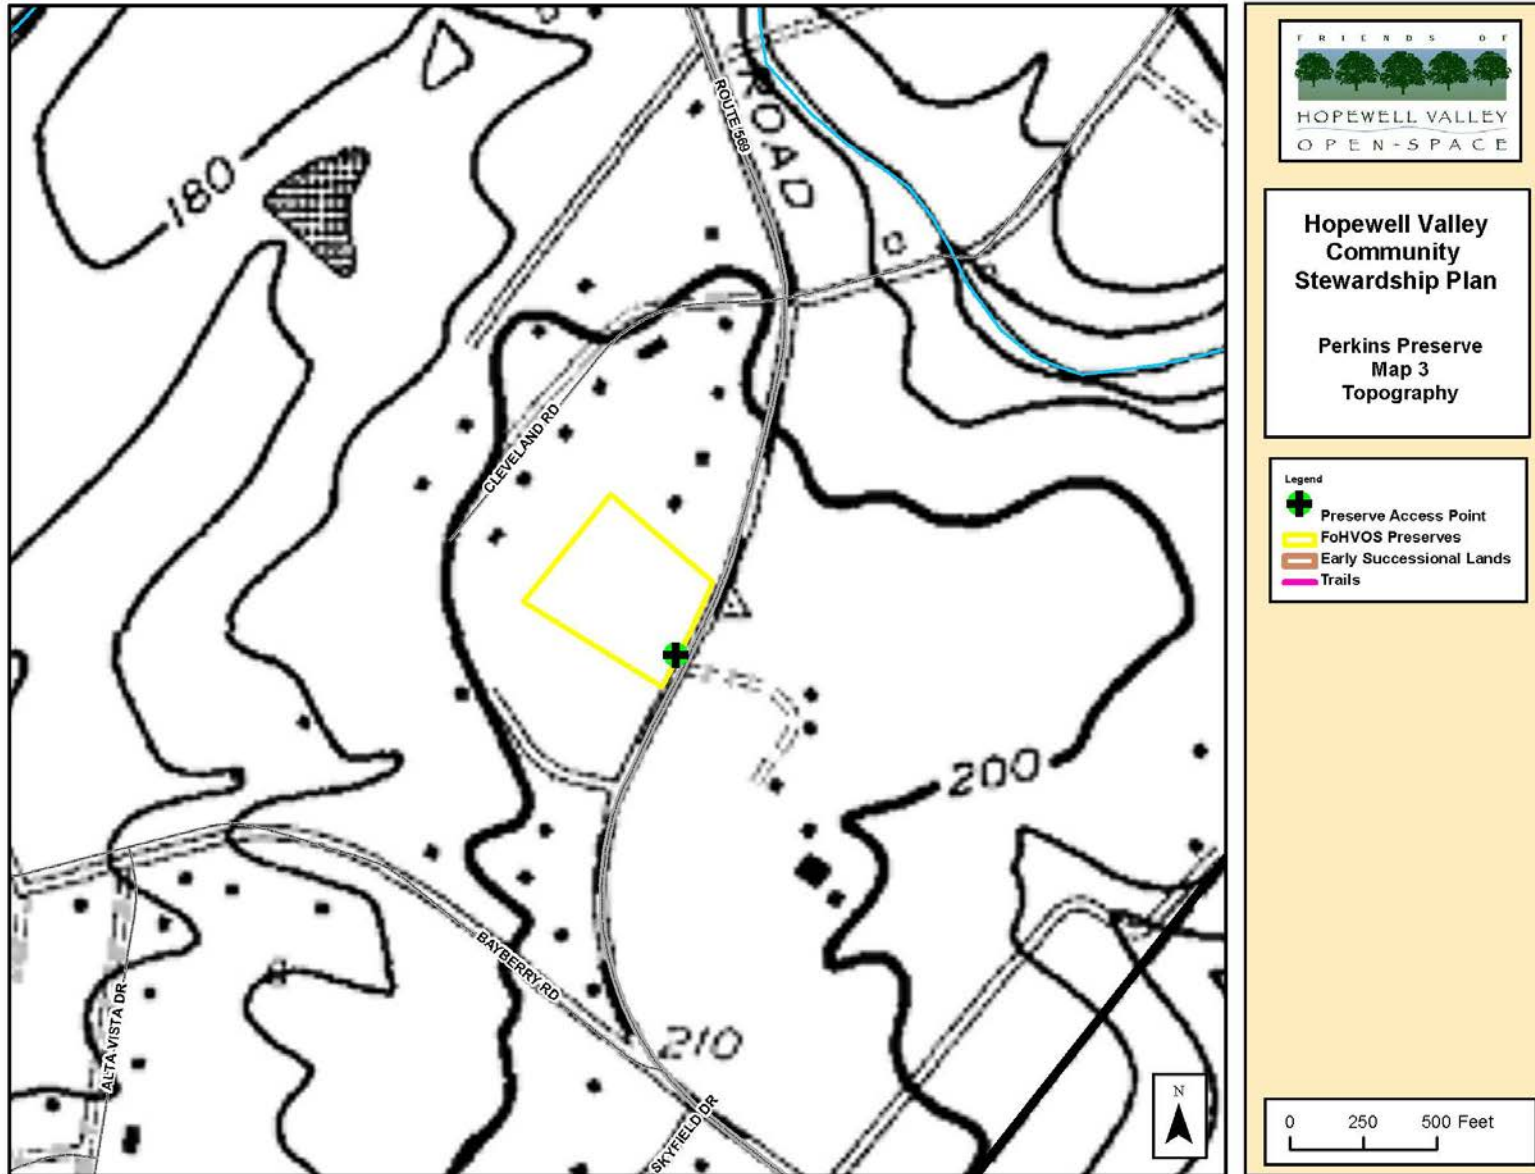 ROAD
ROUTE 569
180
CLEVELAND RD
200
BAYBERRY RD
210
ALTA VISTA DR
SKYFIELD DR
N
FRIENDS OF
HOPEWELL VALLEY
OPEN-SPACE
Hopewell Valley
Community
Stewardship Plan
Perkins Preserve
Map 3
Topography
Legend
Preserve Access Point
FoHVOS Preserves
Early Successional Lands
Trails
0 250 500 Feet